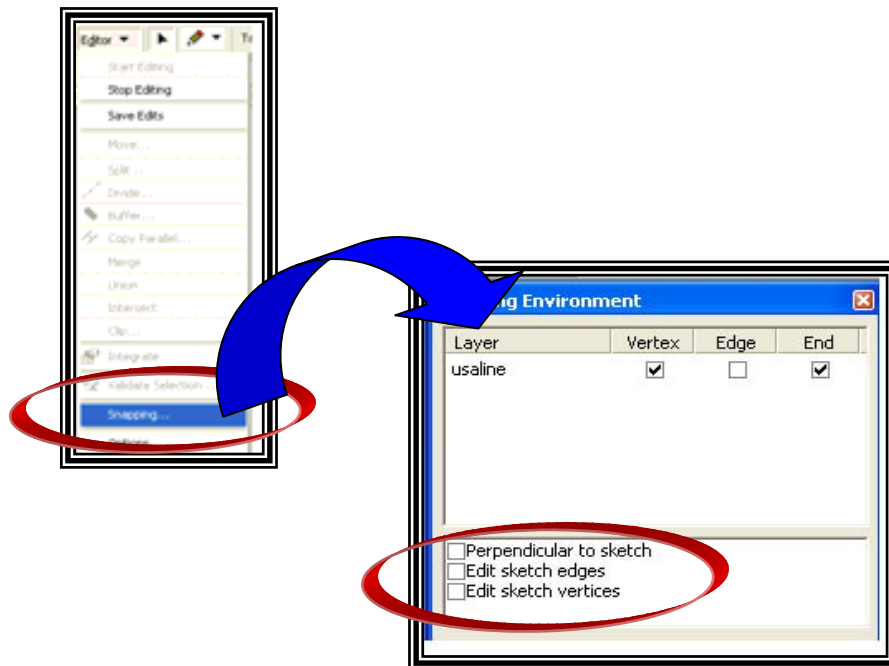 Editor
Start Editing
Stop Editing
Save Edits
Move...
Split ...
Divide...
Buffer...
Copy Parallel...
Merge
Union
Intersect
Clip...
Integrate
Validate Selection...
Snapping...
Options
Environment
Layer Vertex Edge End
usaline
Perpendicular to sketch
Edit sketch edges
Edit sketch vertices